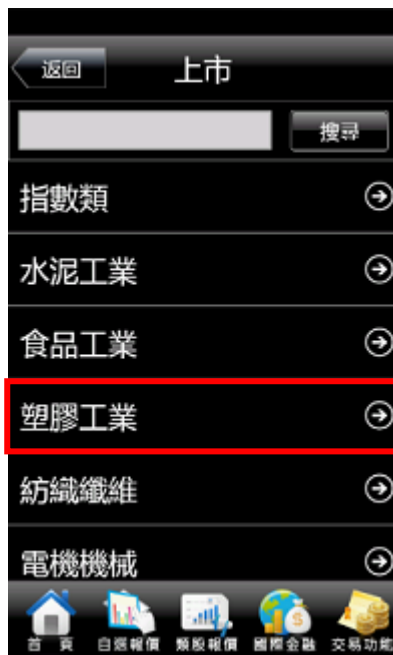 返回 上市
搜尋
指數類
水泥工業
食品工業
塑膠工業
紡織纖維
電機機械
首頁 自選報價 類股報價 國際金融 交易功能